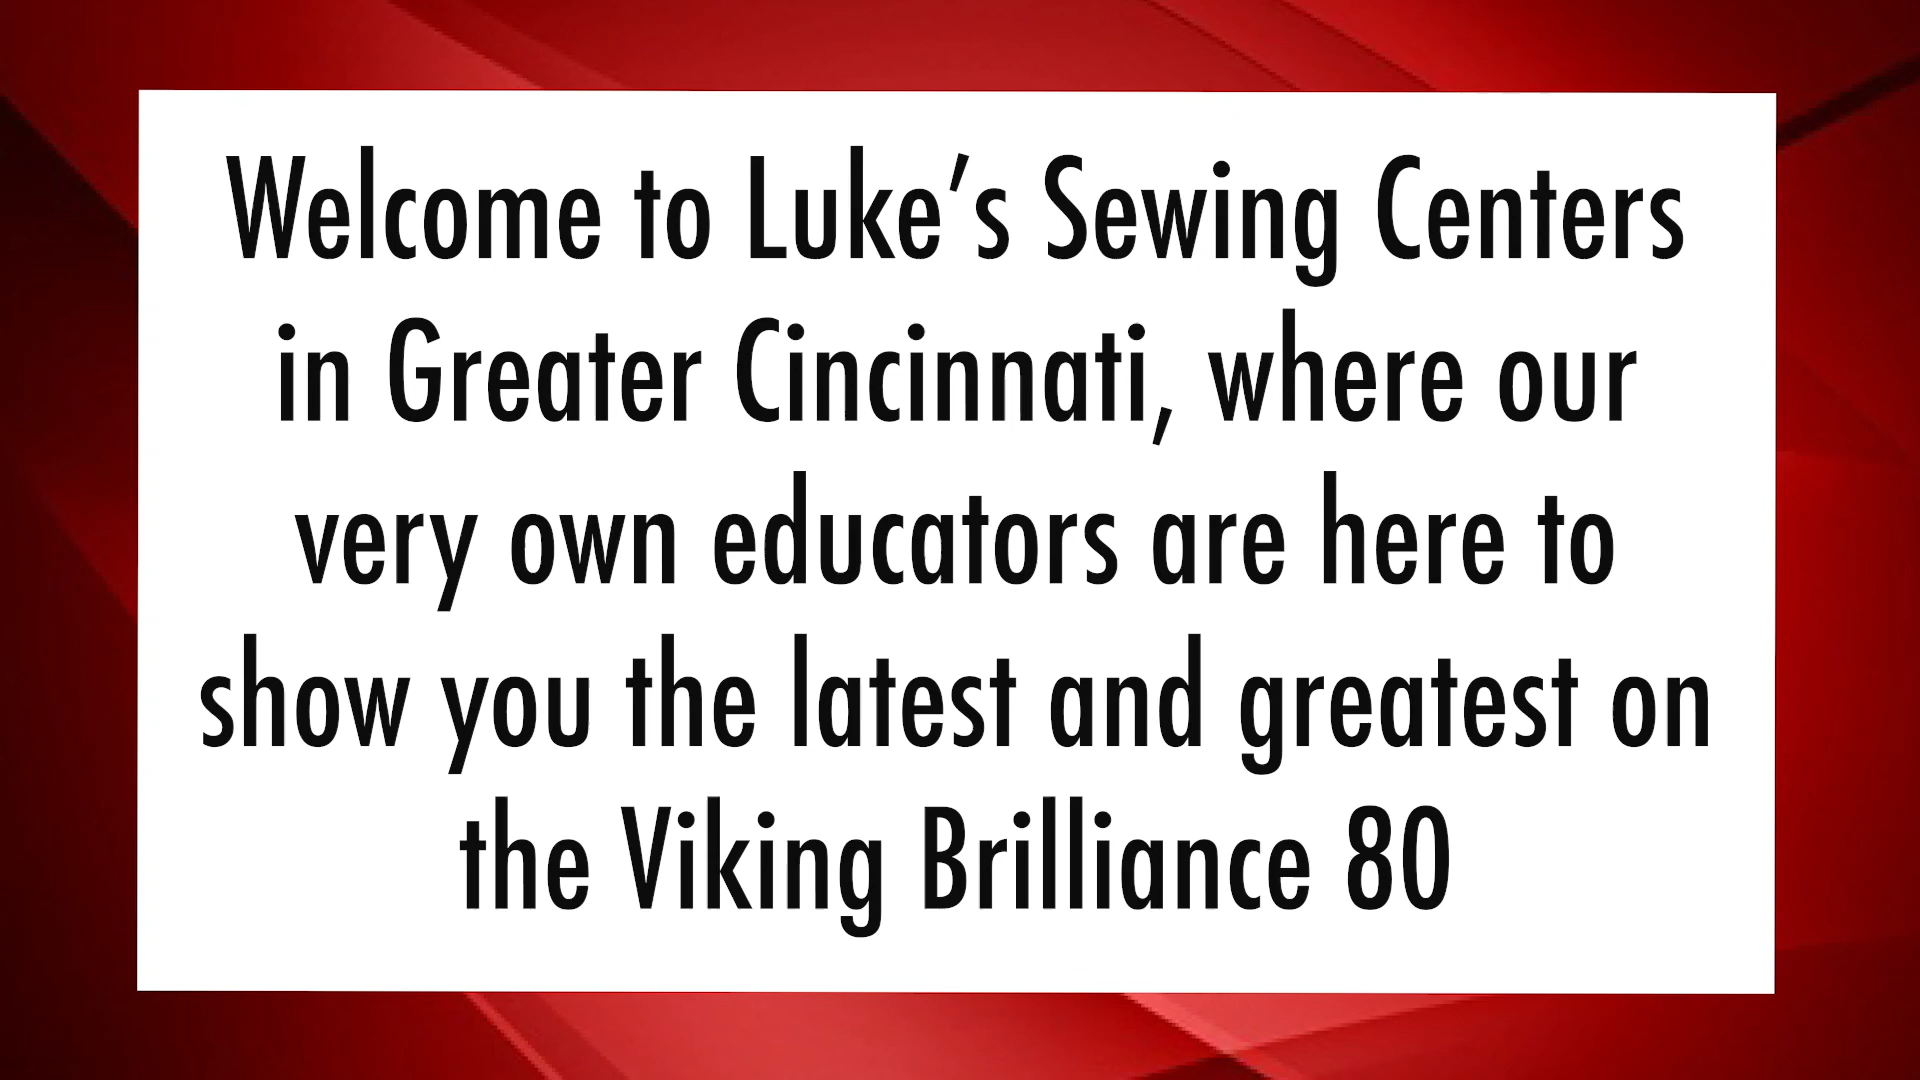 Welcome to Luke’s Sewing Centers
in Greater Cincinnati, where our
very own educators are here to
show you the latest and greatest on
the Viking Brilliance 80